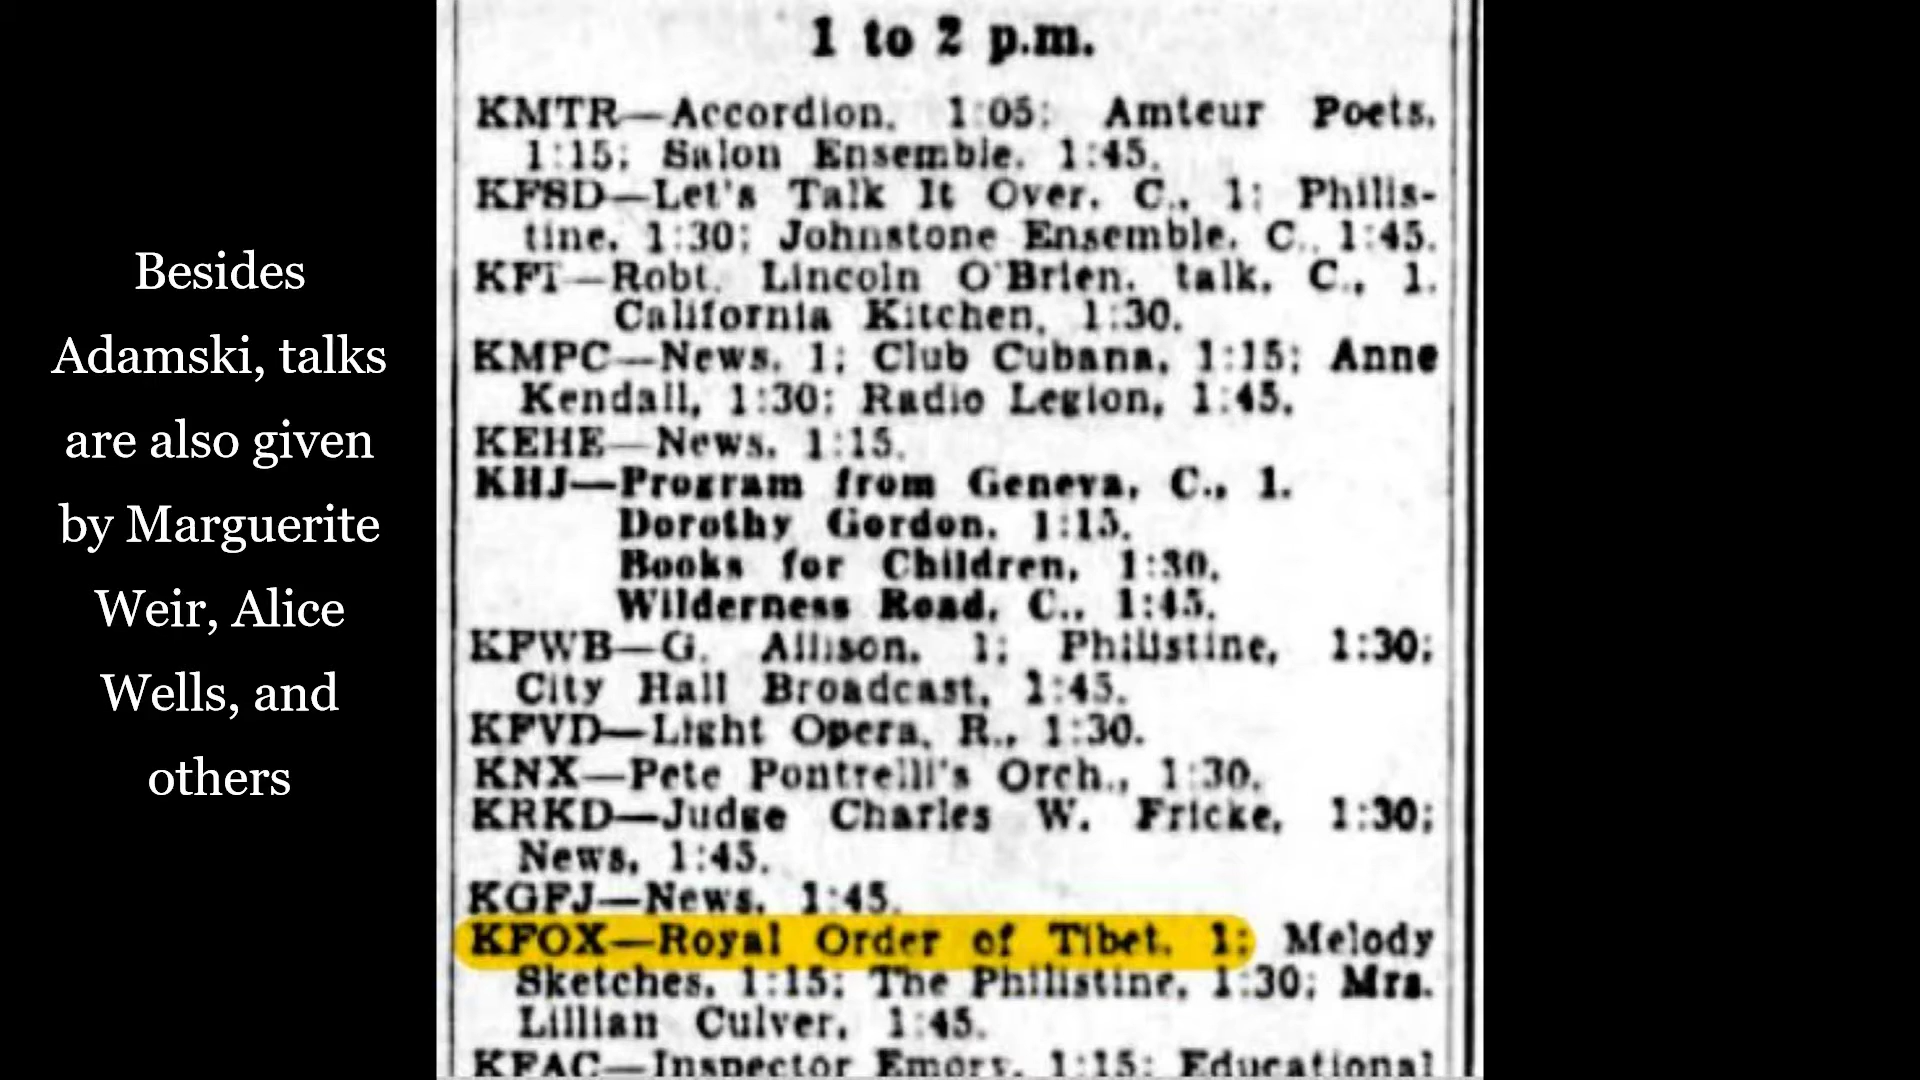 Besides
Adamski, talks
are also given
by Marguerite
Weir, Alice
Wells, and
others
1 to 2 p.m.
KMTR—Accordion, 1:05; Amteur Poets,
1:15; Salon Ensemble, 1:45.
KFSD—Let's Talk It Over, C., 1; Philis-
tine, 1:30; Johnstone Ensemble, C., 1:45.
KFI—Robt. Lincoln O'Brien, talk, C., 1.
California Kitchen, 1:30.
KMPC—News, 1; Club Cubana, 1:15; Anne
Kendall, 1:30; Radio Legion, 1:45.
KEHE—News, 1:15.
KHJ—Program from Geneva, C., 1.
Dorothy Gordon, 1:15.
Books for Children, 1:30.
Wilderness Road, C., 1:45.
KFWB—G. Allison, 1; Philistine, 1:30;
City Hall Broadcast, 1:45.
KFVD—Light Opera, R., 1:30.
KNX—Pete Pontrelli's Orch., 1:30.
KRKD—Judge Charles W. Fricke, 1:30;
News, 1:45.
KGFJ—News, 1:45.
KFOX—Royal Order of Tibet, 1; Melody
Sketches, 1:15; The Philistine, 1:30; Mrs.
Lillian Culver, 1:45.
KFAC—Inspector Emory, 1:15; Educational